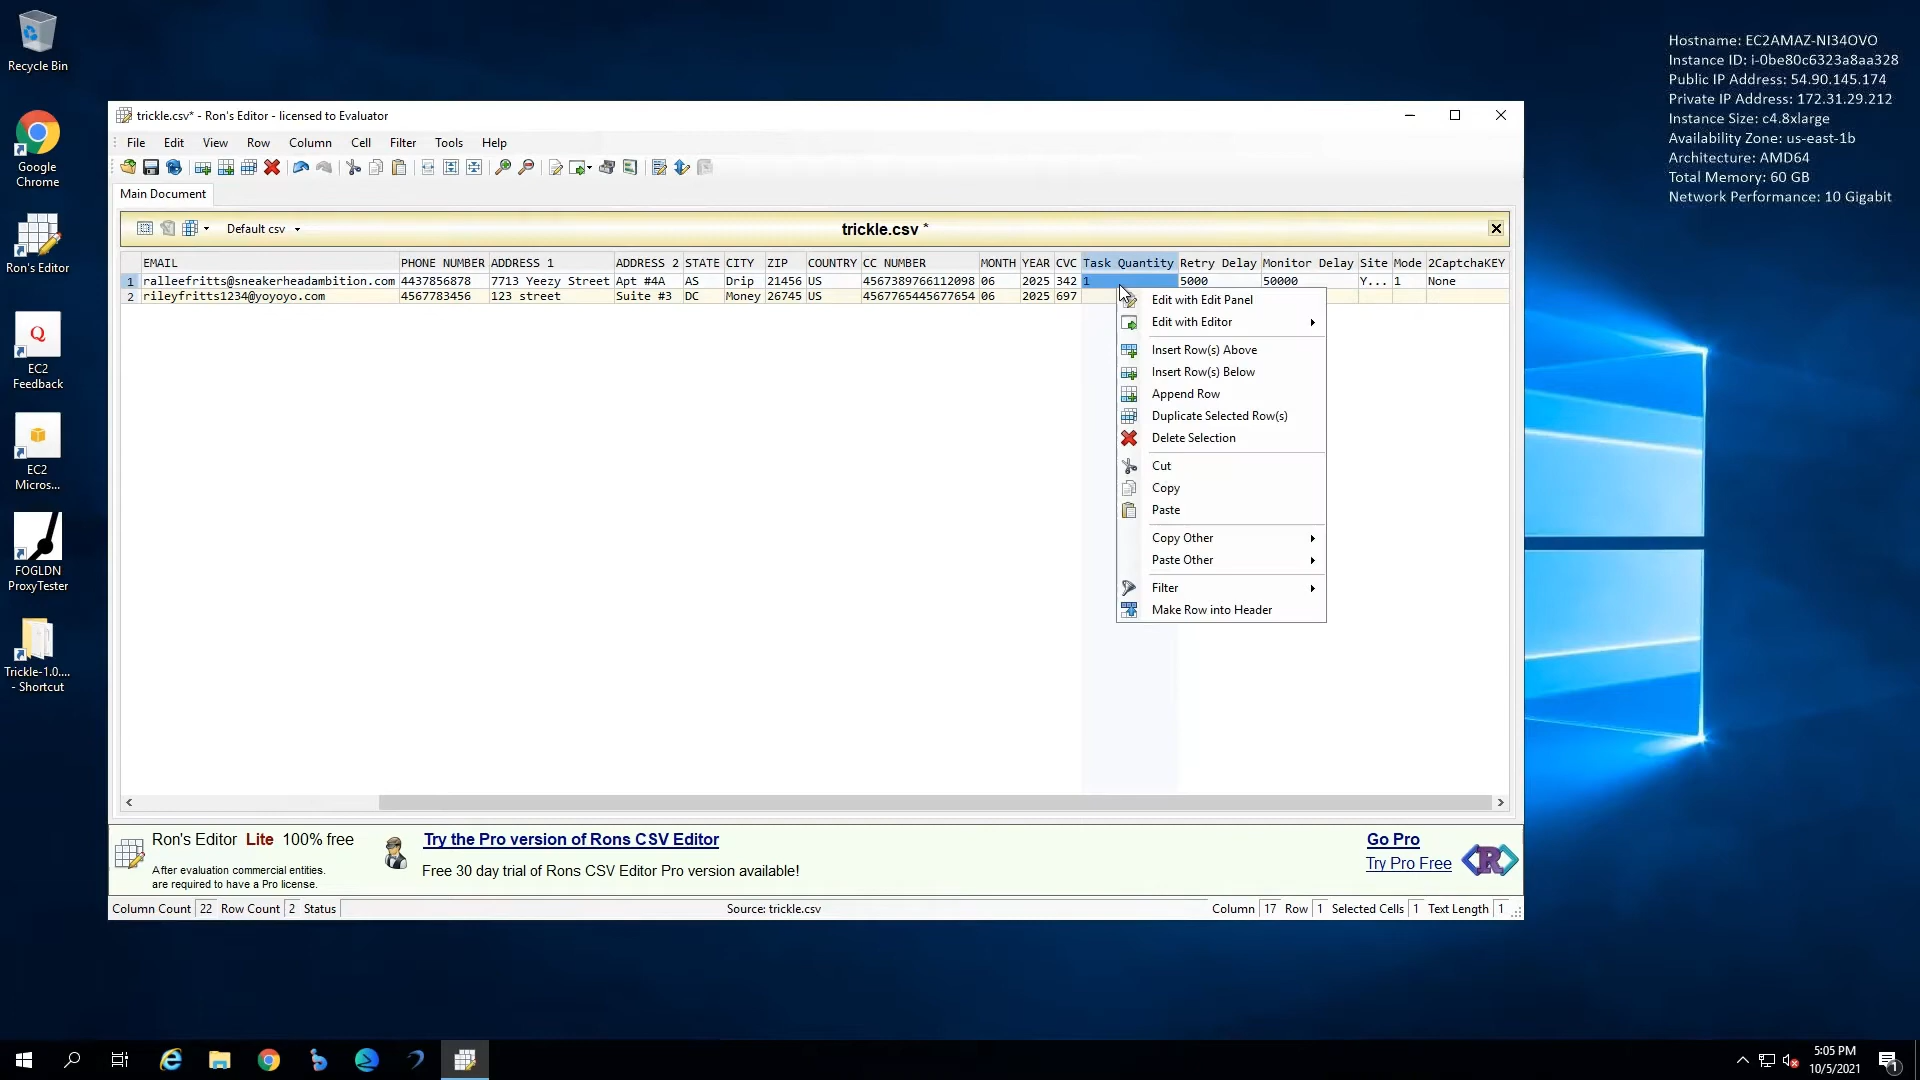 Recycle Bin
Google
Chrome
Ron's Editor
EC2
Feedback
EC2
Micros...
FOGLDN
ProxyTester
Trickle-1.0....
- Shortcut
Hostname: EC2AMAZ-NI34OVO
Instance ID: i-0be80c6323a8aa328
Public IP Address: 54.90.145.174
Private IP Address: 172.31.29.212
Instance Size: c4.8xlarge
Availability Zone: us-east-1b
Architecture: AMD64
Total Memory: 60 GB
Network Performance: 10 Gigabit
trickle.csv* - Ron's Editor - licensed to Evaluator
File Edit View Row Column Cell Filter Tools Help
Main Document
Default csv trickle.csv *
EMAIL PHONE NUMBER ADDRESS 1 ADDRESS 2 STATE CITY ZIP COUNTRY CC NUMBER MONTH YEAR CVC Task Quantity Retry Delay Monitor Delay Site Mode 2CaptchaKEY
1 ralleefritts@sneakerheadambition.com 4437856878 7713 Yeezy Street Apt #4A AS Drip 21456 US 4567389766112098 06 2025 342 1 5000 50000 Y... 1 None
2 rileyfritts1234@yoyoyo.com 4567783456 123 street Suite #3 DC Money 26745 US 4567765445677654 06 2025 697
Edit with Edit Panel
Edit with Editor
Insert Row(s) Above
Insert Row(s) Below
Append Row
Duplicate Selected Row(s)
Delete Selection
Cut
Copy
Paste
Copy Other
Paste Other
Filter
Make Row into Header
Ron's Editor Lite 100% free
After evaluation commercial entities.
are required to have a Pro license.
Try the Pro version of Rons CSV Editor
Free 30 day trial of Rons CSV Editor Pro version available!
Go Pro
Try Pro Free
R
Column Count 22 Row Count 2 Status Source: trickle.csv Column 17 Row 1 Selected Cells 1 Text Length 1
5:05 PM
10/5/2021
1